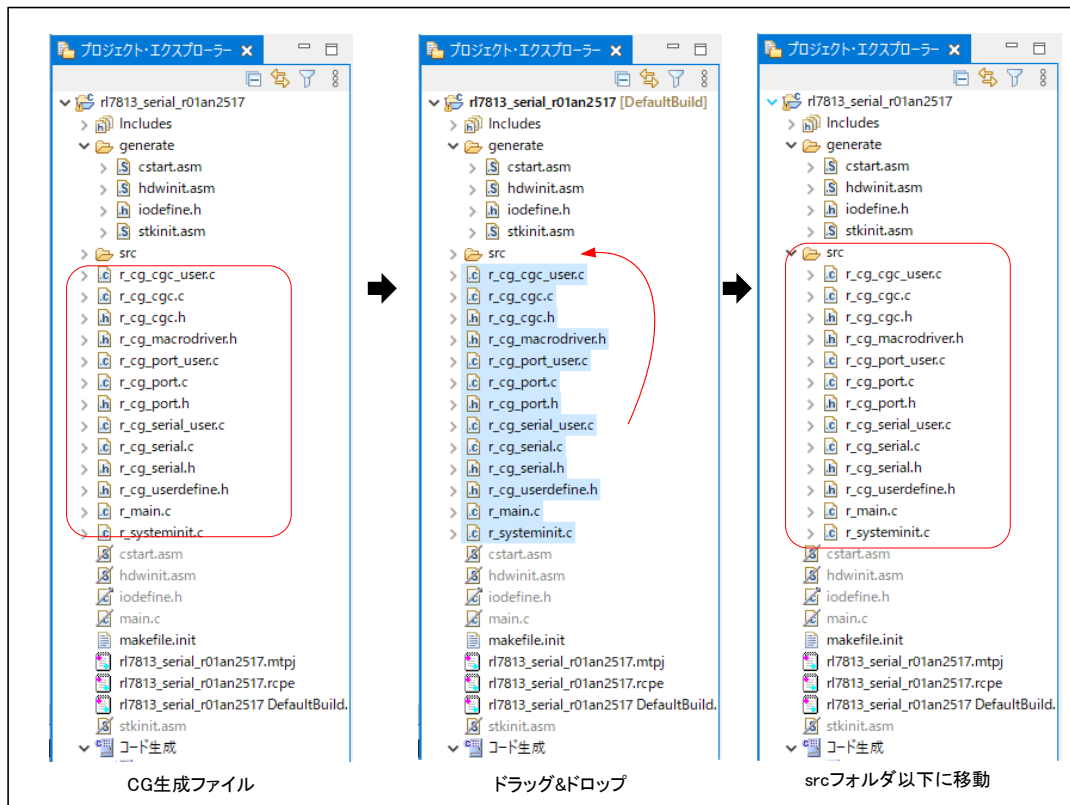 プロジェクト・エクスプローラー
rl7813_serial_r01an2517
Includes
generate
cstart.asm
hdwinit.asm
iodefine.h
stkinit.asm
src
r_cg_cgc_user.c
r_cg_cgc.c
r_cg_cgc.h
r_cg_macrodriver.h
r_cg_port_user.c
r_cg_port.c
r_cg_port.h
r_cg_serial_user.c
r_cg_serial.c
r_cg_serial.h
r_cg_userdefine.h
r_main.c
r_systeminit.c
cstart.asm
hdwinit.asm
iodefine.h
main.c
makefile.init
rl7813_serial_r01an2517.mtpj
rl7813_serial_r01an2517.rcpe
rl7813_serial_r01an2517 DefaultBuild.
stkinit.asm
コード生成
CG生成ファイル
プロジェクト・エクスプローラー
rl7813_serial_r01an2517 [DefaultBuild]
Includes
generate
cstart.asm
hdwinit.asm
iodefine.h
stkinit.asm
src
r_cg_cgc_user.c
r_cg_cgc.c
r_cg_cgc.h
r_cg_macrodriver.h
r_cg_port_user.c
r_cg_port.c
r_cg_port.h
r_cg_serial_user.c
r_cg_serial.c
r_cg_serial.h
r_cg_userdefine.h
r_main.c
r_systeminit.c
cstart.asm
hdwinit.asm
iodefine.h
main.c
makefile.init
rl7813_serial_r01an2517.mtpj
rl7813_serial_r01an2517.rcpe
rl7813_serial_r01an2517 DefaultBuild.
stkinit.asm
コード生成
ドラッグ&ドロップ
プロジェクト・エクスプローラー
rl7813_serial_r01an2517
Includes
generate
cstart.asm
hdwinit.asm
iodefine.h
stkinit.asm
src
r_cg_cgc_user.c
r_cg_cgc.c
r_cg_cgc.h
r_cg_macrodriver.h
r_cg_port_user.c
r_cg_port.c
r_cg_port.h
r_cg_serial_user.c
r_cg_serial.c
r_cg_serial.h
r_cg_userdefine.h
r_main.c
r_systeminit.c
cstart.asm
hdwinit.asm
iodefine.h
main.c
makefile.init
rl7813_serial_r01an2517.mtpj
rl7813_serial_r01an2517.rcpe
rl7813_serial_r01an2517 DefaultBuild.
stkinit.asm
コード生成
srcフォルダ以下に移動